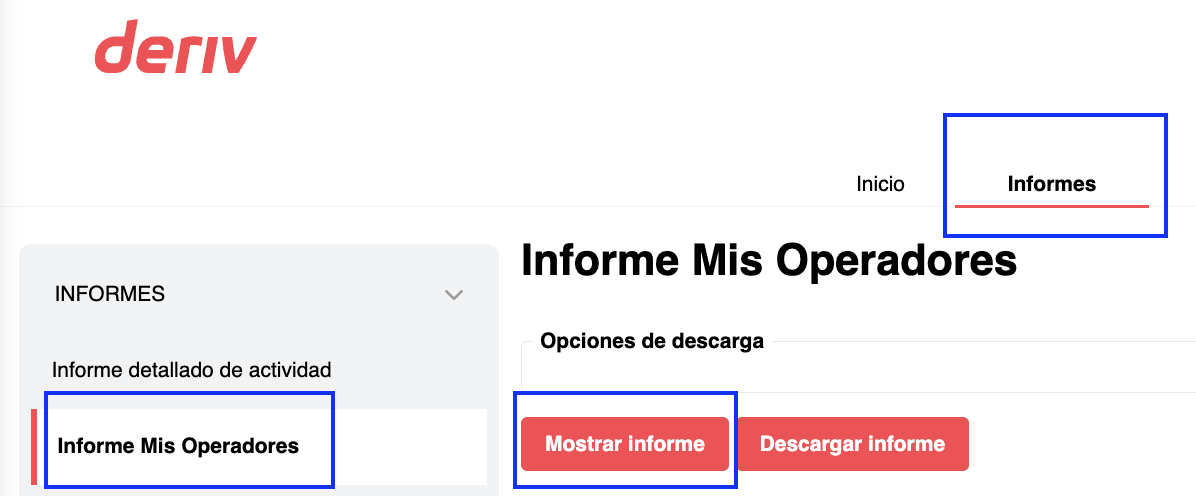 deriv
Inicio
Informes
INFORMES
Informe detallado de actividad
Informe Mis Operadores
Informe Mis Operadores
Opciones de descarga
Mostrar informe
Descargar informe